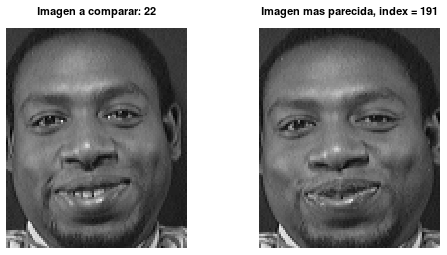 Imagen a comparar: 22
Imagen mas parecida, index = 191